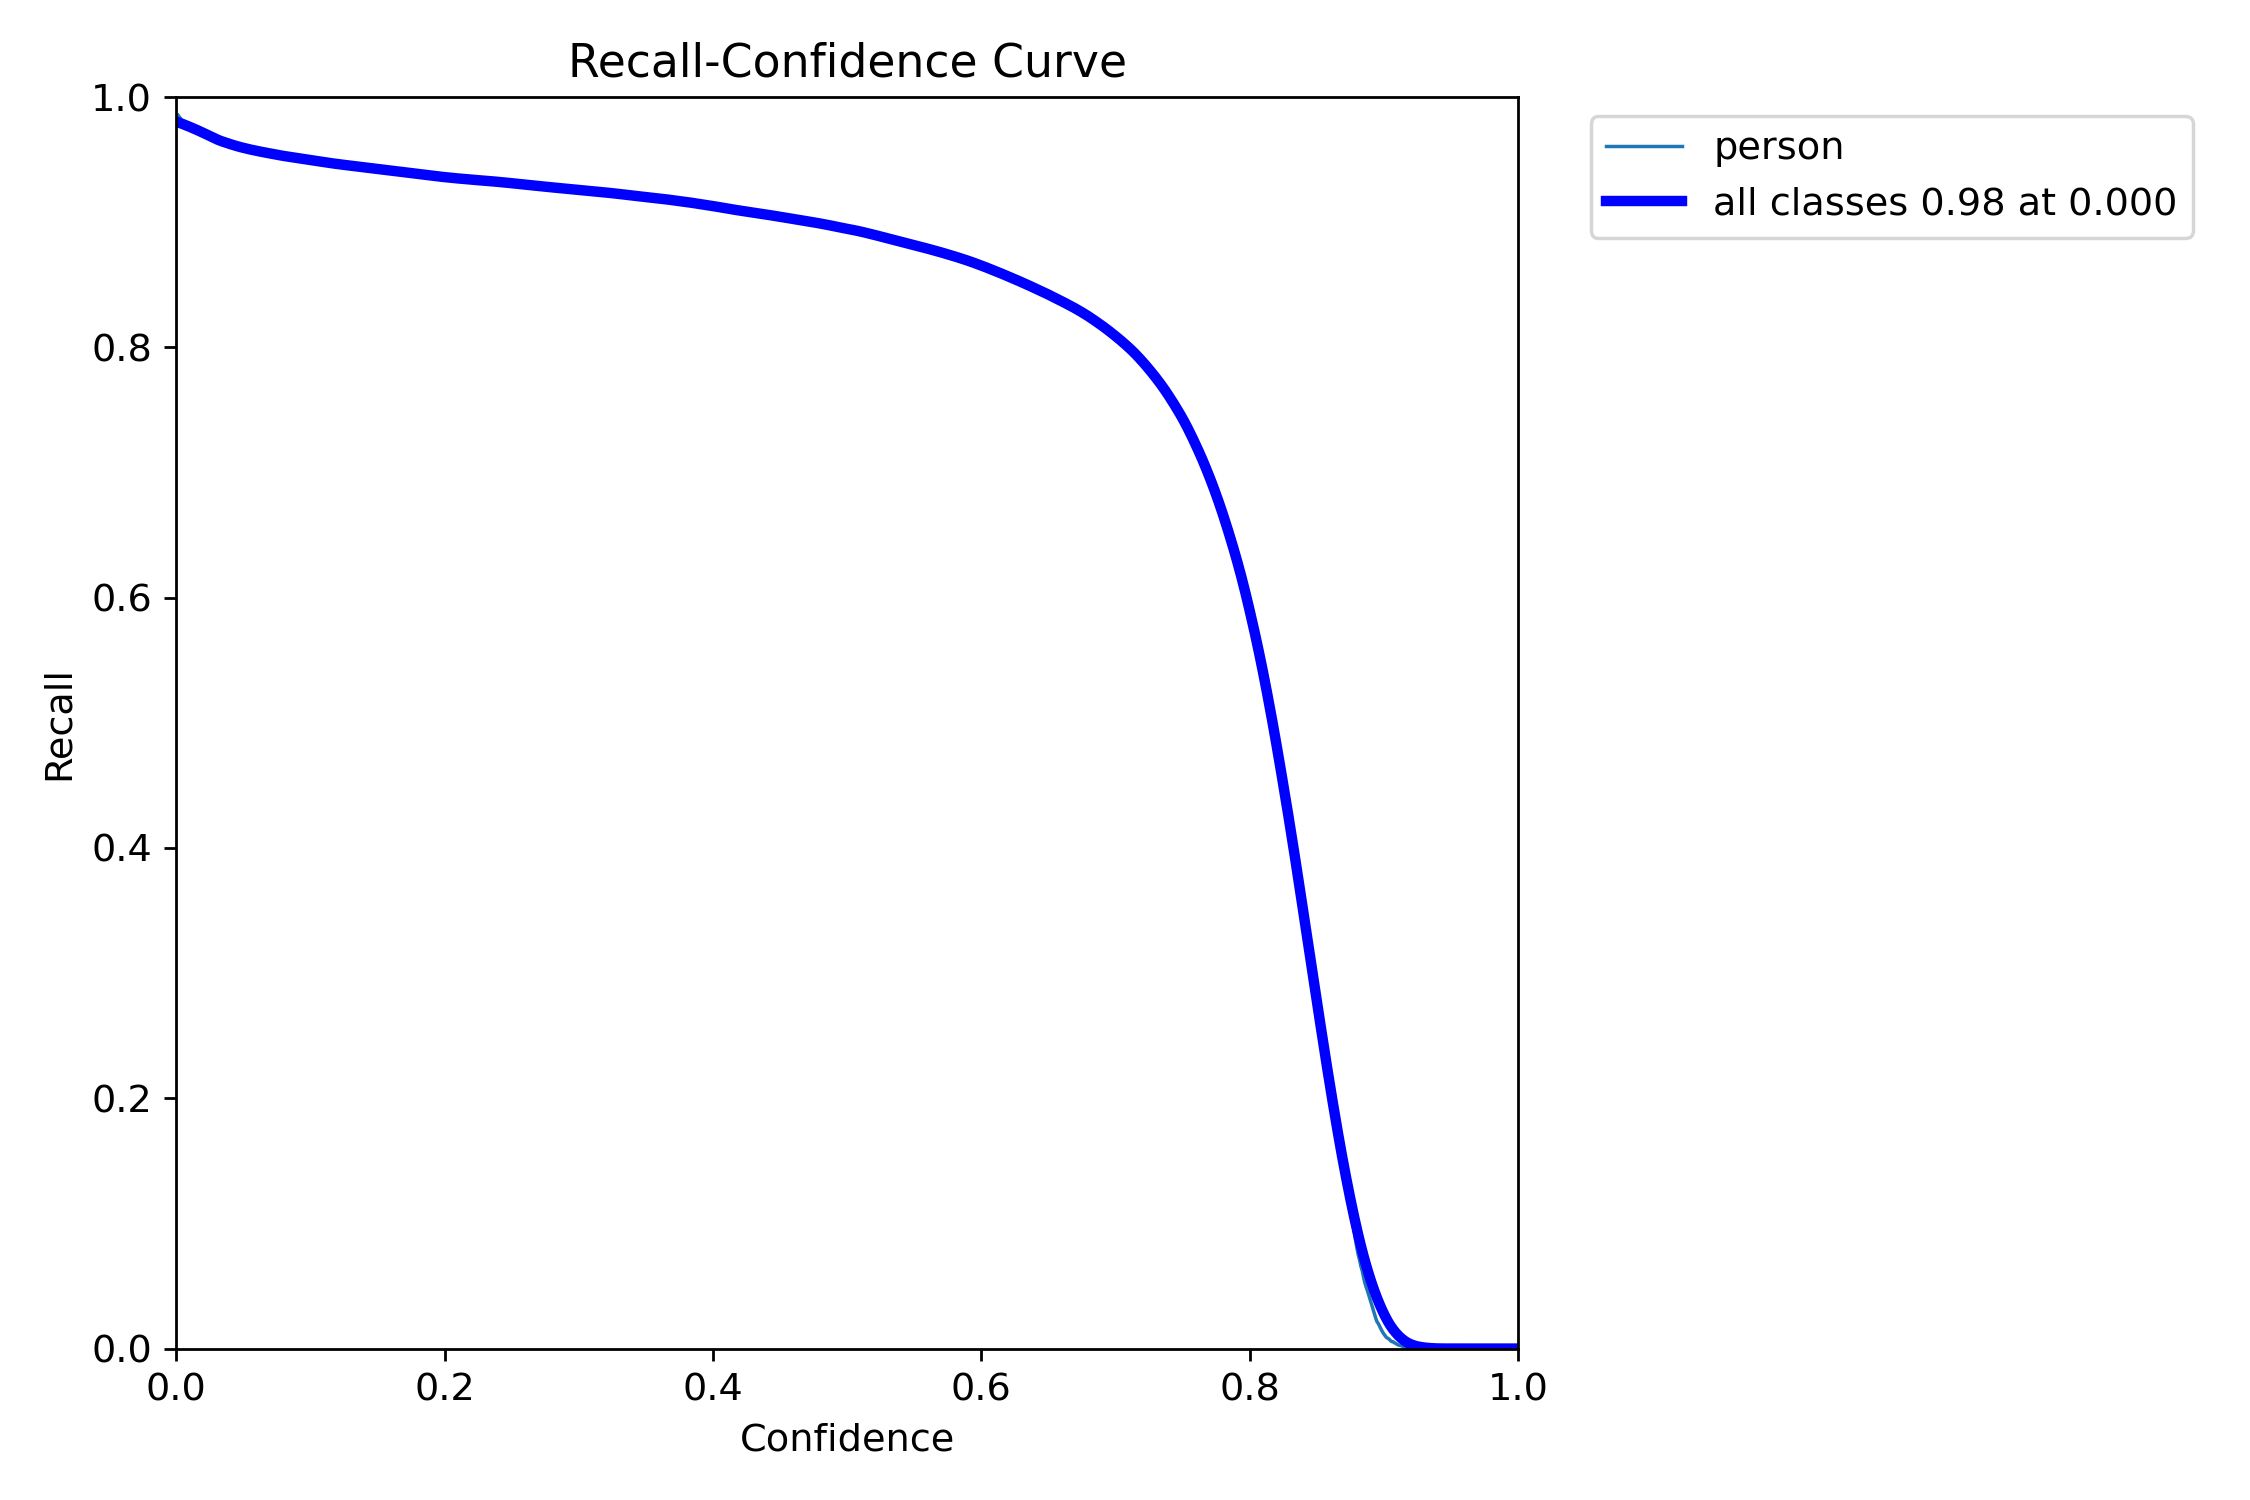 Recall-Confidence Curve
1.0
0.8
0.6
0.4
0.2
0.0
Recall
0.0 0.2 0.4 0.6 0.8 1.0
Confidence
person
all classes 0.98 at 0.000